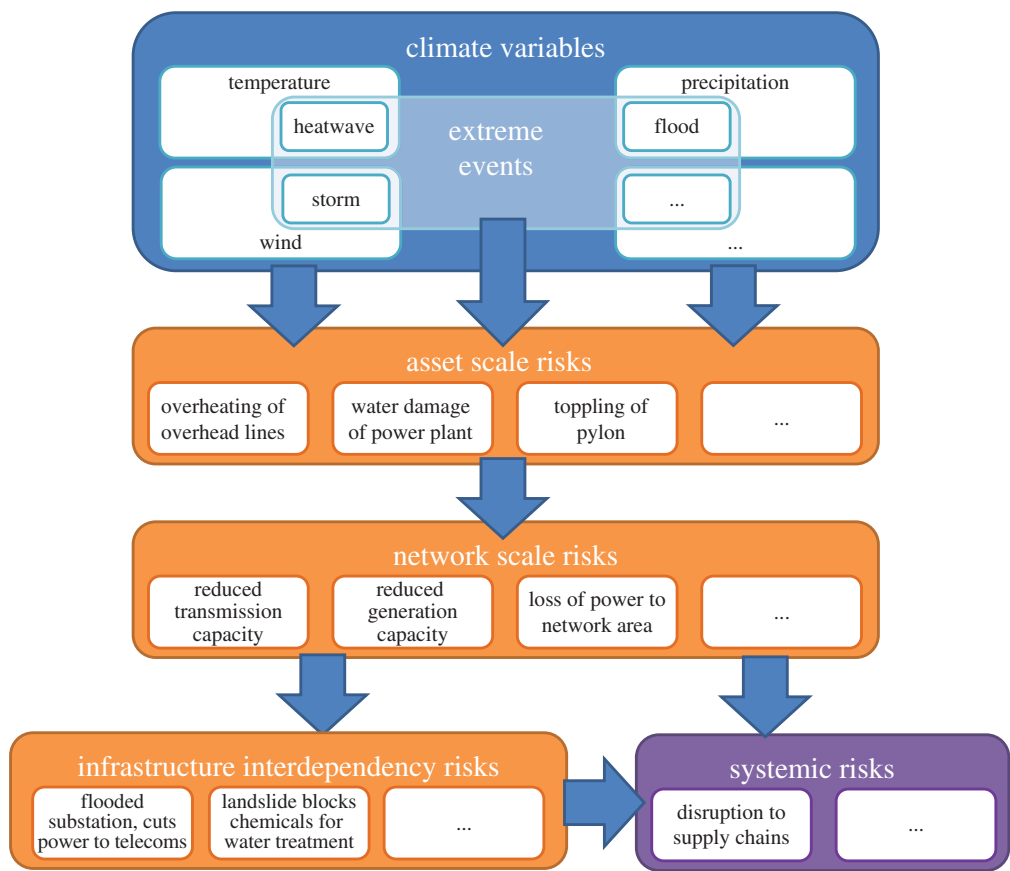 climate variables
temperature
precipitation
heatwave
extreme
events
flood
storm
...
wind
...
asset scale risks
overheating of
overhead lines
water damage
of power plant
toppling of
pylon
...
network scale risks
reduced
transmission
capacity
reduced
generation
capacity
loss of power to
network area
...
infrastructure interdependency risks
flooded
substation, cuts
power to telecoms
landslide blocks
chemicals for
water treatment
...
systemic risks
disruption to
supply chains
...